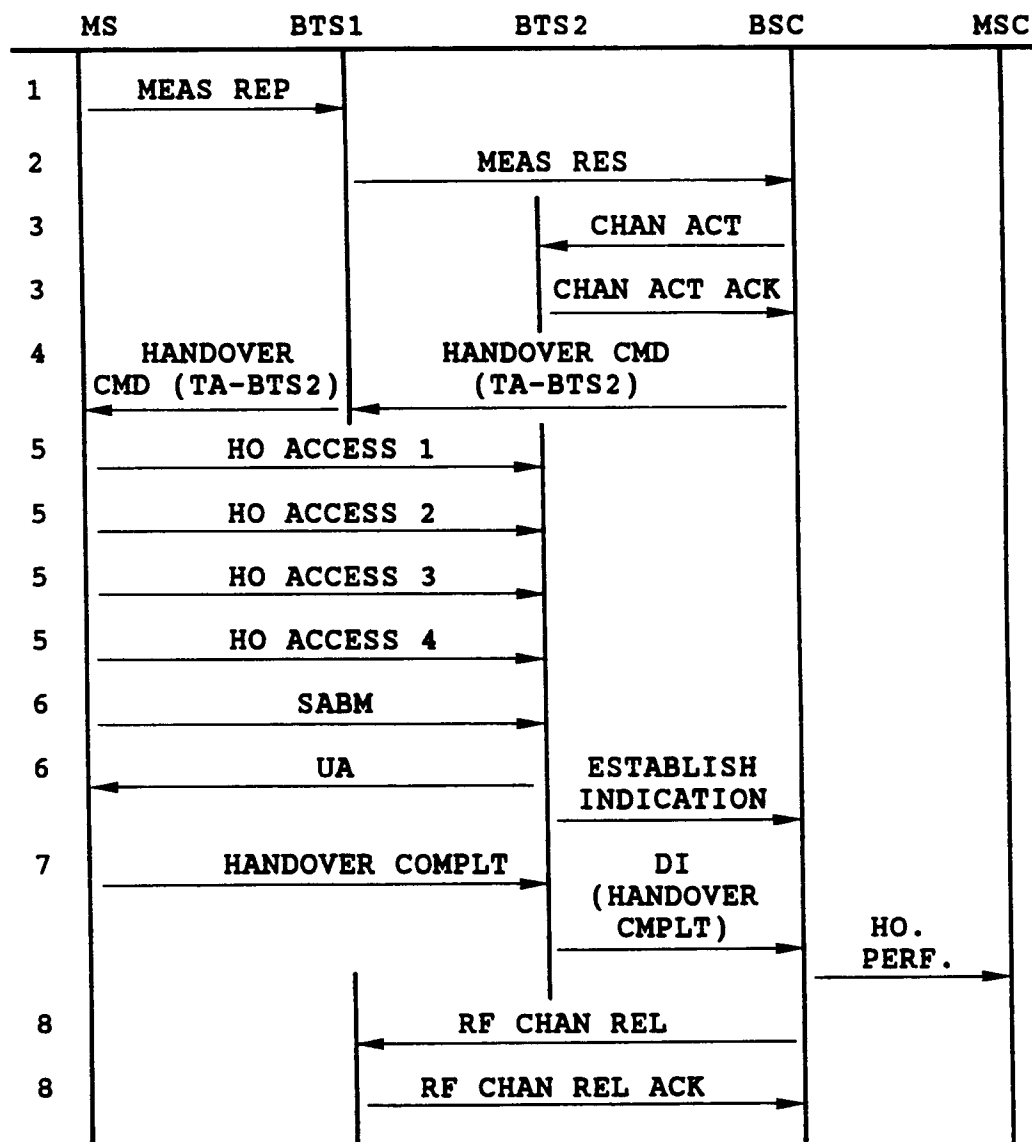 MS BTS1 BTS2 BSC MSC
1 MEAS REP
2 MEAS RES
3 CHAN ACT
3 CHAN ACT ACK
4 HANDOVER CMD (TA-BTS2) HANDOVER CMD (TA-BTS2)
5 HO ACCESS 1
5 HO ACCESS 2
5 HO ACCESS 3
5 HO ACCESS 4
6 SABM
6 UA ESTABLISH
INDICATION
7 HANDOVER COMPLT DI
(HANDOVER
CMPLT) HO.
PERF.
8 RF CHAN REL
8 RF CHAN REL ACK